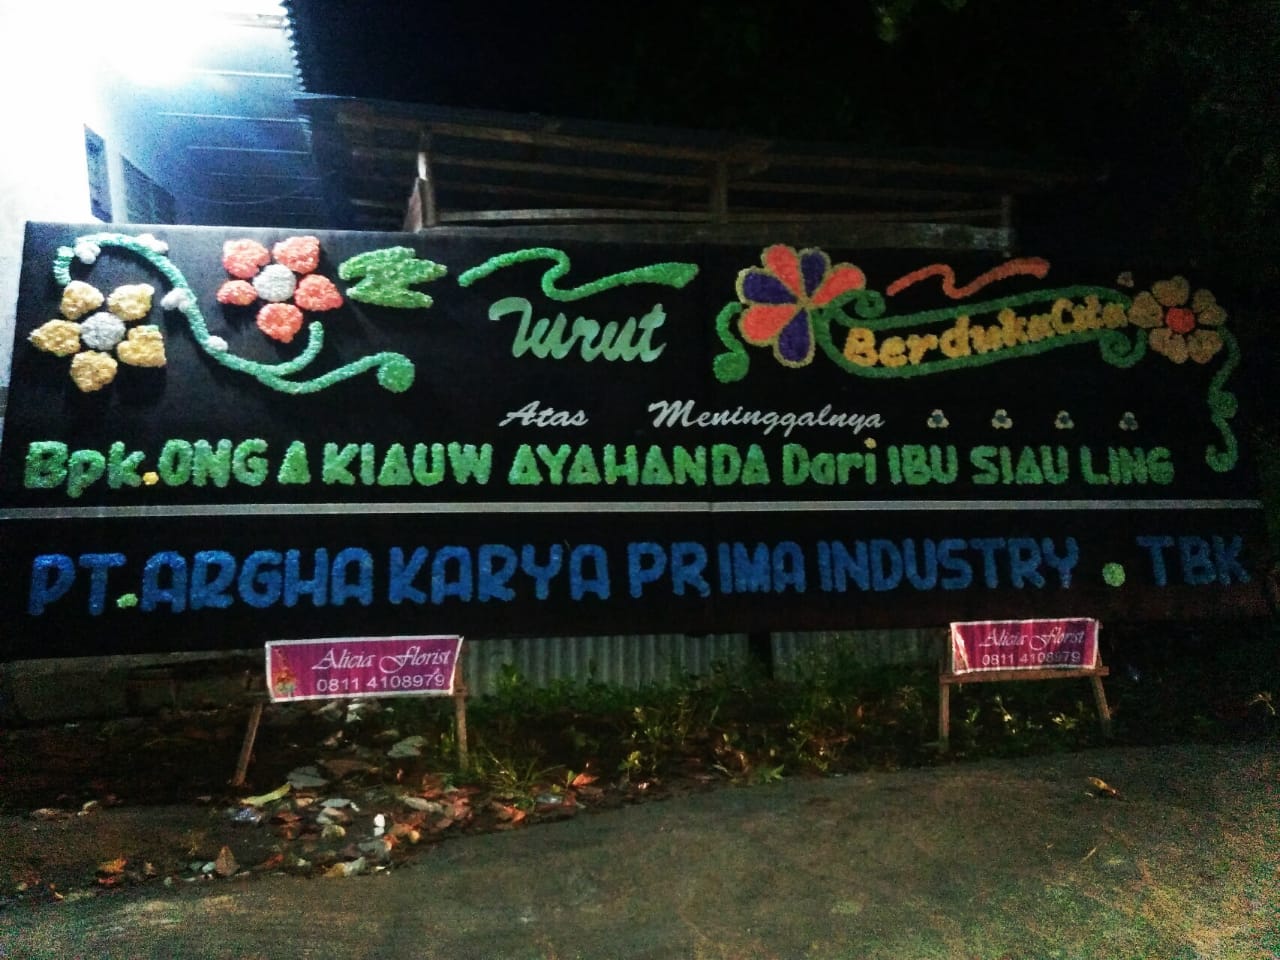 Turut BerdukaCita
Atas Meninggalnya
Bpk. ONG A KIAUW AYAHANDA Dari IBU SIAU LING
PT. ARGHA KARYA PRIMA INDUSTRY. TBK
Alicia Florist
0811 4108979
Alicia Florist
0811 4108979